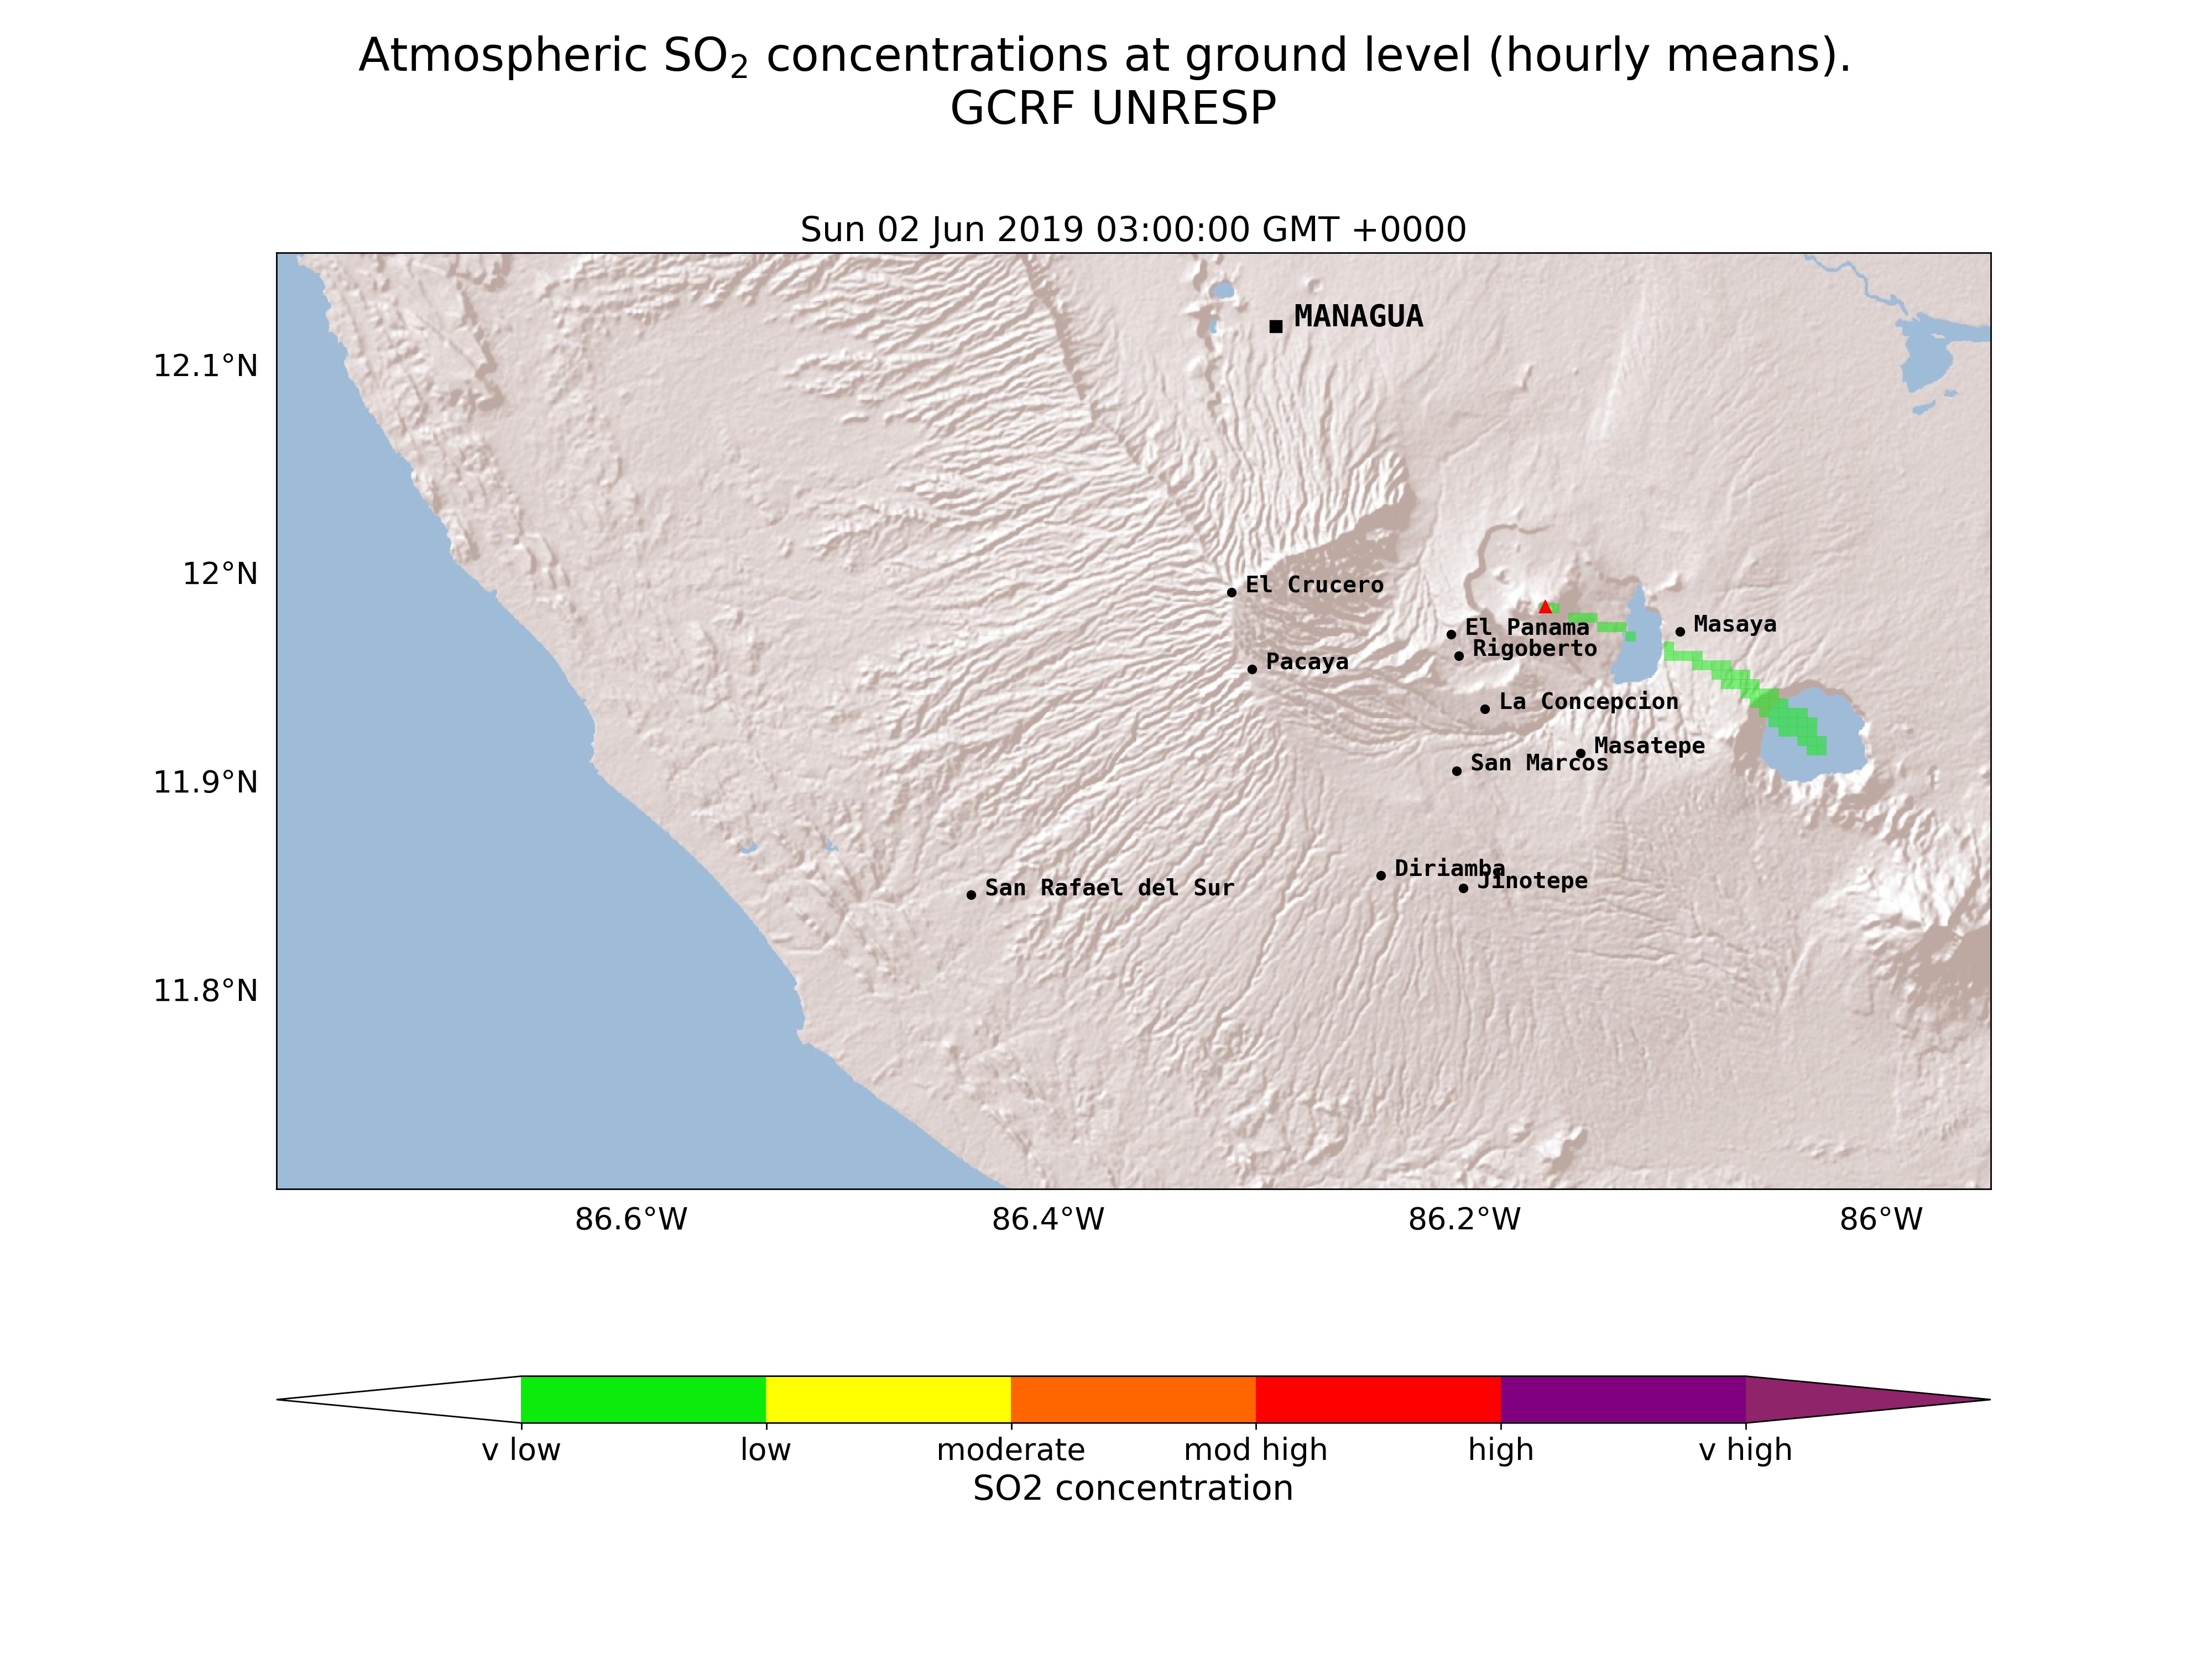 Atmospheric SO₂ concentrations at ground level (hourly means).
GCRF UNRESP
Sun 02 Jun 2019 03:00:00 GMT +0000
MANAGUA
12.1°N
12°N
El Crucero
Masaya
El Panama
Rigoberto
Pacaya
La Concepcion
Masatepe
San Marcos
11.9°N
Diriamba
Jinotepe
San Rafael del Sur
11.8°N
86.6°W 86.4°W 86.2°W 86°W
v low low moderate mod high high v high
SO2 concentration